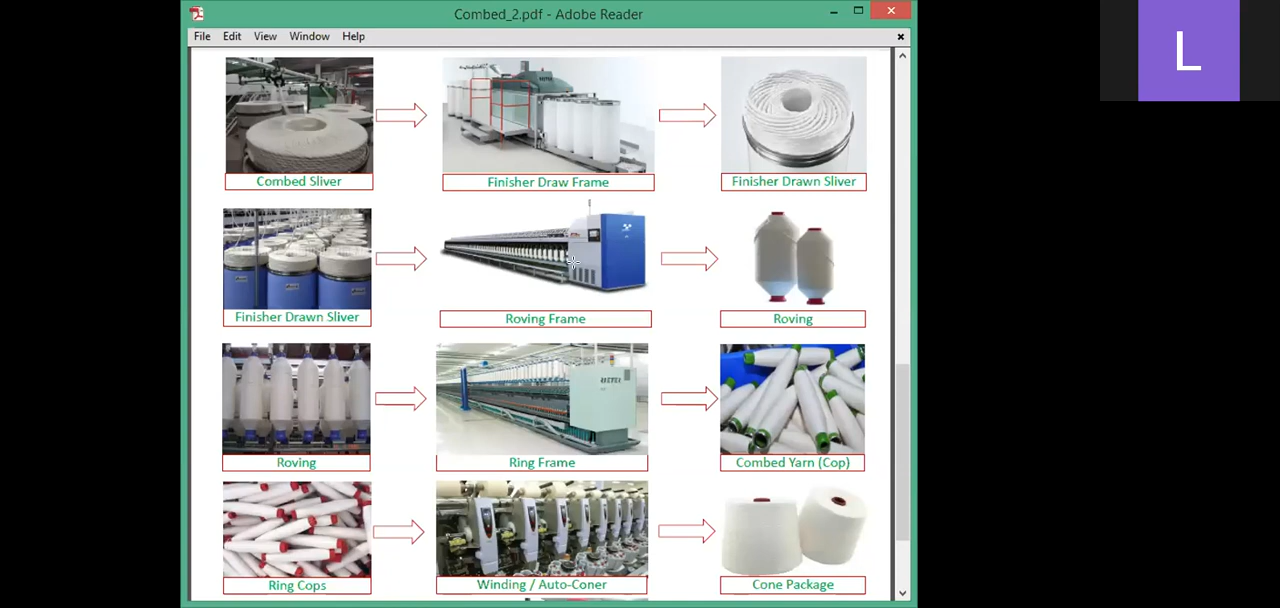 Combed_2.pdf - Adobe Reader
File Edit View Window Help
L
Combed Sliver
Finisher Draw Frame
Finisher Drawn Sliver
Finisher Drawn Sliver
Roving Frame
Roving
RIETER
Roving
Ring Frame
Combed Yarn (Cop)
Ring Cops
Winding / Auto-Coner
Cone Package